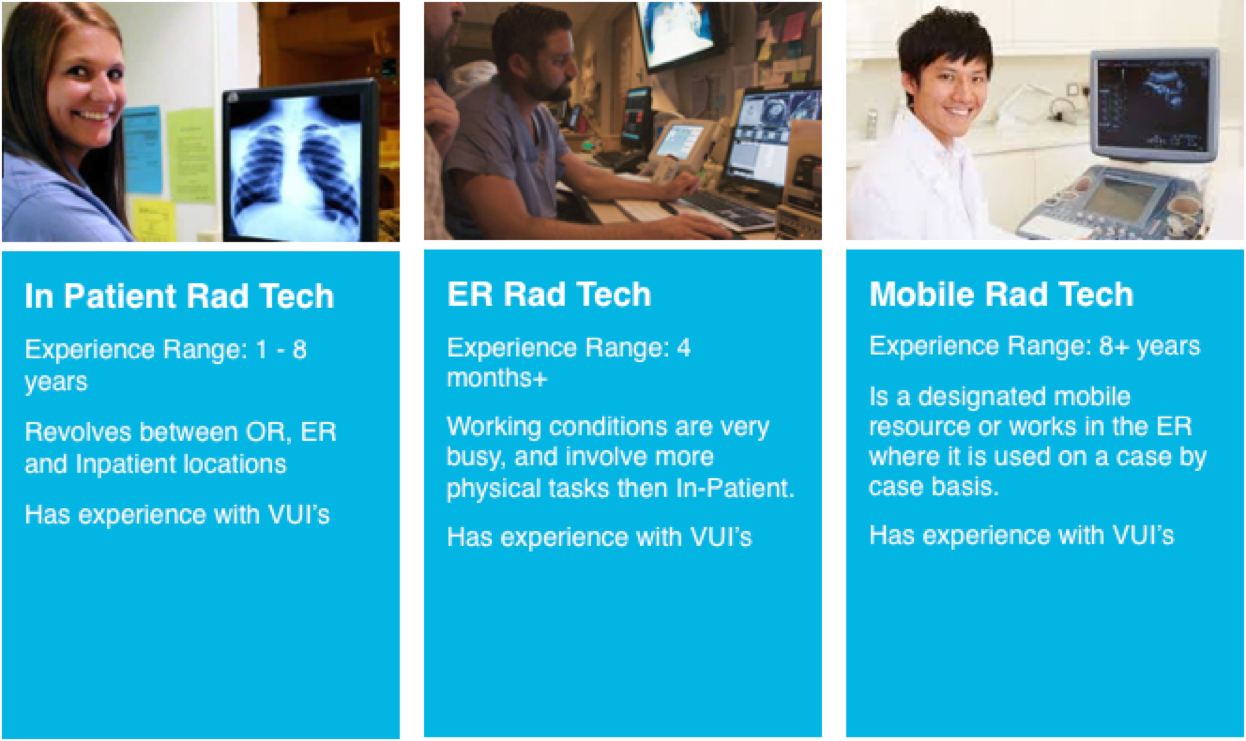 In Patient Rad Tech
Experience Range: 1 - 8
years
Revolves between OR, ER
and Inpatient locations
Has experience with VUI’s
ER Rad Tech
Experience Range: 4
months+
Working conditions are very
busy, and involve more
physical tasks then In-Patient.
Has experience with VUI’s
Mobile Rad Tech
Experience Range: 8+ years
Is a designated mobile
resource or works in the ER
where it is used on a case by
case basis.
Has experience with VUI’s